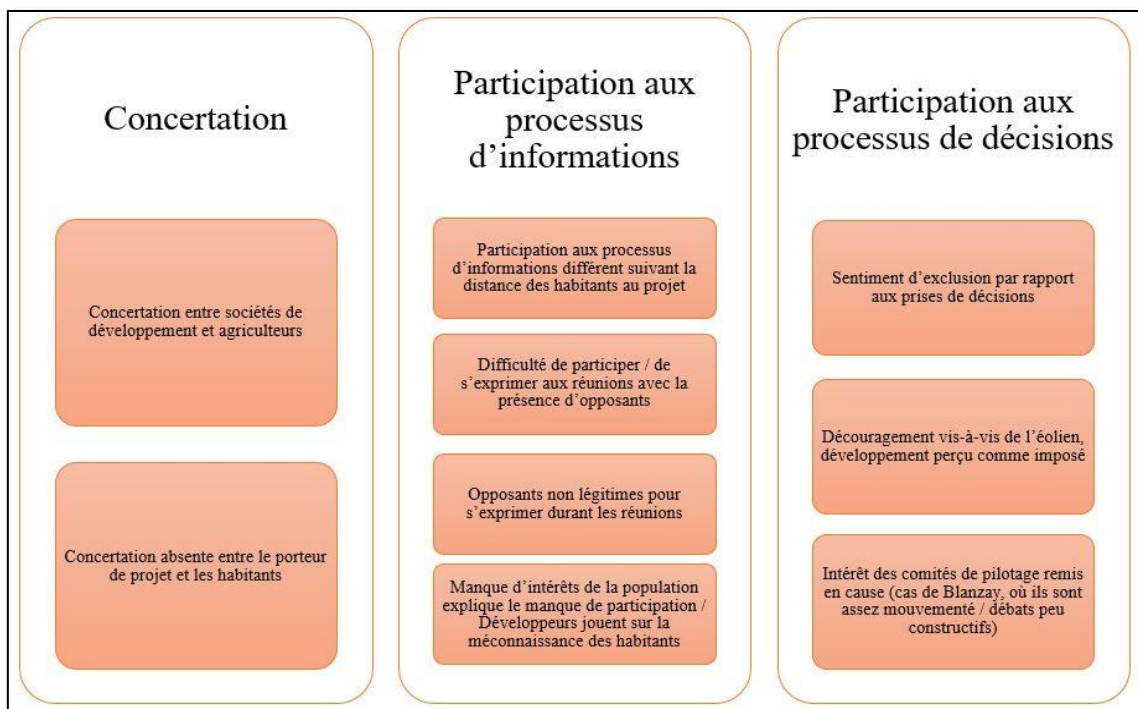 Concertation
Concertation entre sociétés de
développement et agriculteurs
Concertation absente entre le porteur
de projet et les habitants
Participation aux
processus
d’informations
Participation aux processus
d’informations différent suivant la
distance des habitants au projet
Difficulté de participer / de
s’exprimer aux réunions avec la
présence d’opposants
Opposants non légitimes pour
s’exprimer durant les réunions
Manque d’intérêts de la population
explique le manque de participation /
Développeurs jouent sur la
méconnaissance des habitants
Participation aux
processus de décisions
Sentiment d’exclusion par rapport
aux prises de décisions
Découragement vis-à-vis de l’éolien,
développement perçu comme imposé
Intérêt des comités de pilotage remis
en cause (cas de Blanzay, où ils sont
assez mouvementé / débats peu
constructifs)